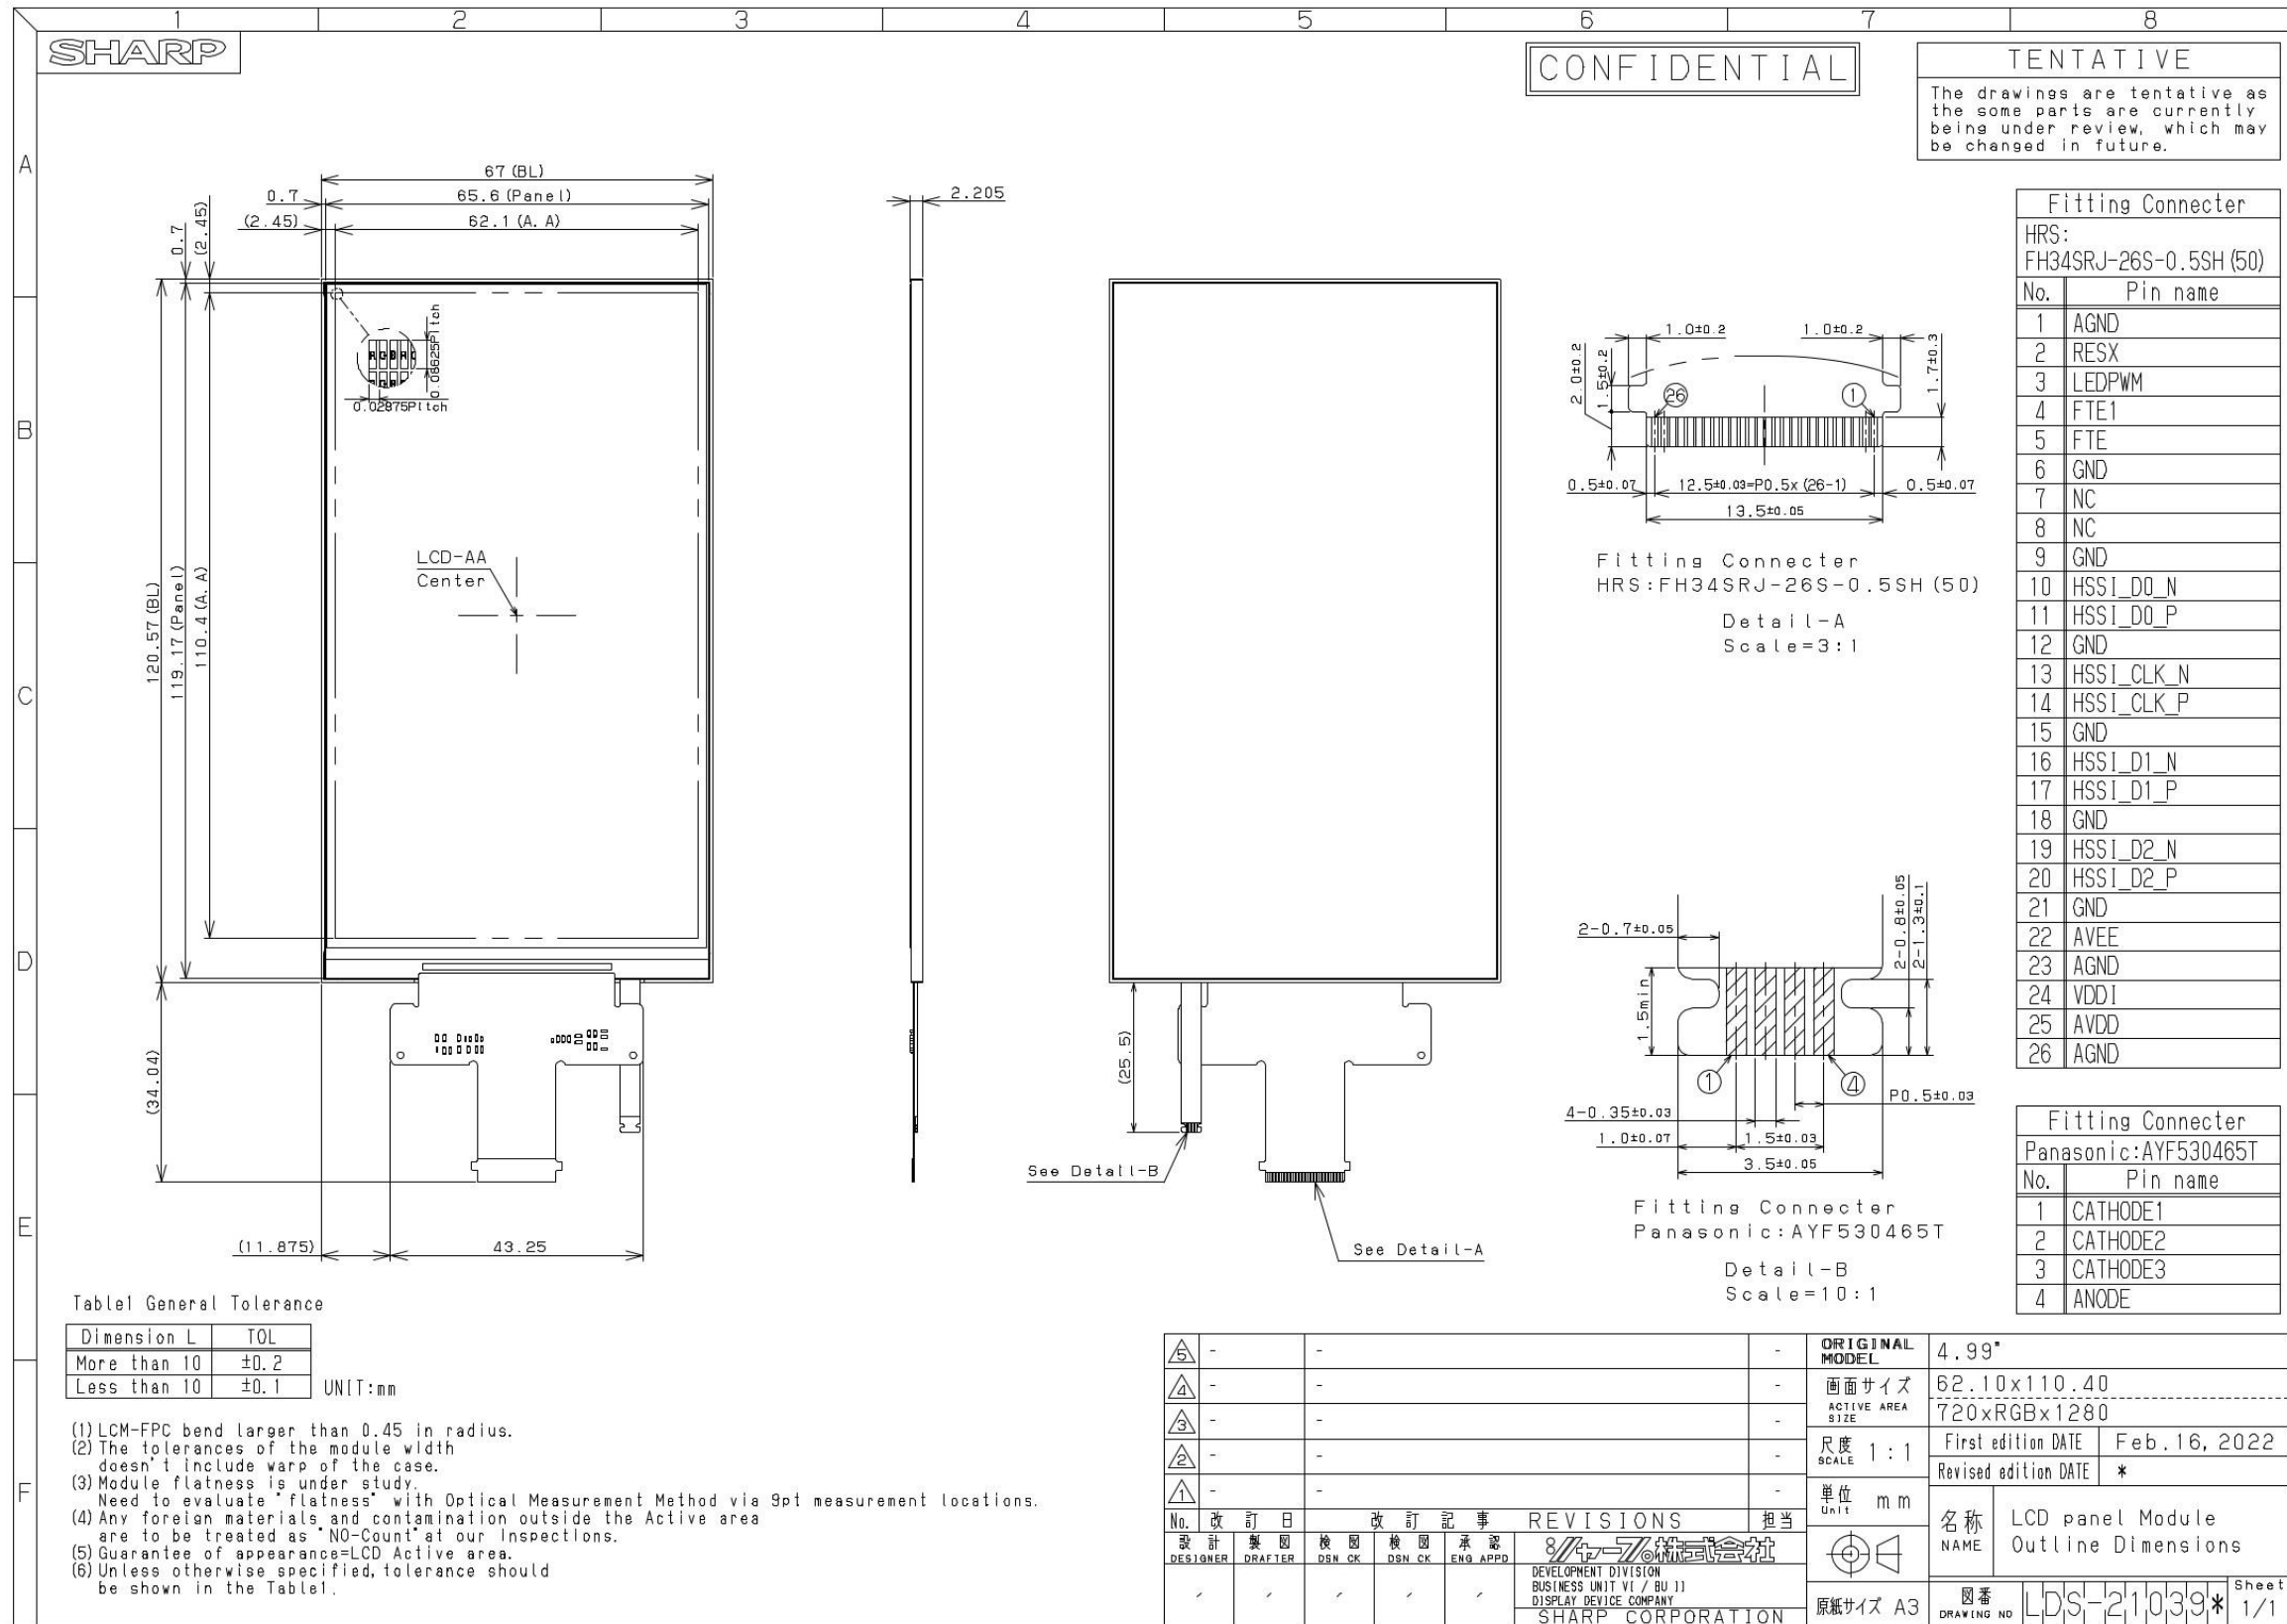 1 2 3 4 5 6 7 8
SHARP
CONFIDENTIAL
TENTATIVE
The drawings are tentative as
the some parts are currently
being under review, which may
be changed in future.
A
B
C
D
E
F
67 (BL)
0.7
65.6 (Panel)
(2.45)
62.1 (A.A)
0.7
(2.45)
120.57 (BL)
119.17 (Panel)
110.4 (A.A)
0.08625Pitch
0.02875Pitch
LCD-AA
Center
(34.04)
(11.875)
43.25
2.205
(25.5)
See Detail-B
See Detail-A
1.0±0.2
1.0±0.2
2.0±0.2
1.5±0.2
1.7±0.3
26
1
0.5±0.07
12.5±0.03=P0.5x(26-1)
0.5±0.07
13.5±0.05
Fitting Connecter
HRS:FH34SRJ-26S-0.5SH(50)
Detail-A
Scale=3:1
2-0.7±0.05
2-0.8±0.05
2-1.3±0.1
1.5min
1
4
P0.5±0.03
4-0.35±0.03
1.0±0.07
1.5±0.03
3.5±0.05
Fitting Connecter
Panasonic:AYF530465T
Detail-B
Scale=10:1
Fitting Connecter
HRS:
FH34SRJ-26S-0.5SH(50)
No. Pin name
1 AGND
2 RESX
3 LEDPWM
4 FTE1
5 FTE
6 GND
7 NC
8 NC
9 GND
10 HSSI_D0_N
11 HSSI_D0_P
12 GND
13 HSSI_CLK_N
14 HSSI_CLK_P
15 GND
16 HSSI_D1_N
17 HSSI_D1_P
18 GND
19 HSSI_D2_N
20 HSSI_D2_P
21 GND
22 AVEE
23 AGND
24 VDDI
25 AVDD
26 AGND
Fitting Connecter
Panasonic:AYF530465T
No. Pin name
1 CATHODE1
2 CATHODE2
3 CATHODE3
4 ANODE
Table1 General Tolerance
Dimension L TOL
More than 10 ±0.2
Less than 10 ±0.1
UNIT:mm
(1) LCM-FPC bend larger than 0.45 in radius.
(2) The tolerances of the module width
doesn't include warp of the case.
(3) Module flatness is under study.
Need to evaluate "flatness" with Optical Measurement Method via 9pt measurement locations.
(4) Any foreign materials and contamination outside the Active area
are to be treated as "NO-Count" at our Inspections.
(5) Guarantee of appearance=LCD Active area.
(6) Unless otherwise specified, tolerance should
be shown in the Table1.
5 - - -
4 - - -
3 - - -
2 - - -
1 - - -
No. 改訂日 改訂記事 REVISIONS 担当
設計 製図 検図 検図 承認
DESIGNER DRAFTER DSN CK DSN CK ENG APPD
シャープ株式会社
DEVELOPMENT DIVISION
BUSINESS UNIT VI / BU II
DISPLAY DEVICE COMPANY
SHARP CORPORATION
ORIGINAL MODEL 4.99"
画面サイズ 62.10x110.40
ACTIVE AREA SIZE 720xRGBx1280
尺度 SCALE 1:1
First edition DATE Feb.16,2022
Revised edition DATE *
単位 Unit mm
名称 NAME
LCD panel Module
Outline Dimensions
原紙サイズ A3
図番 DRAWING NO LDS-21039*
Sheet 1/1